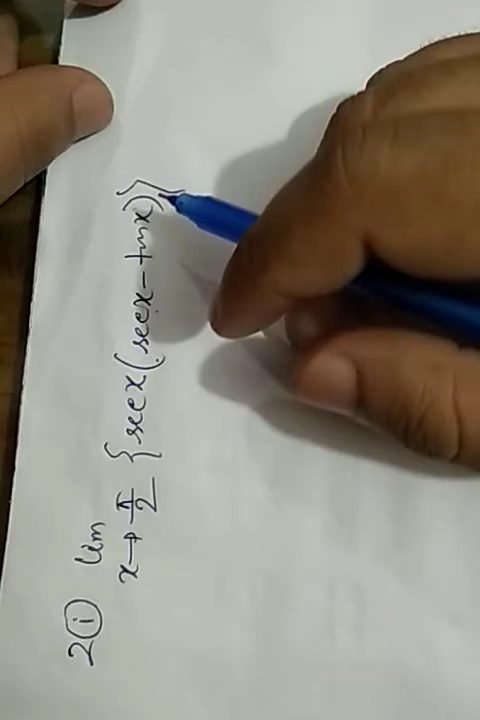 2(i) lim {secx(secx-tanx)}
x→π/2